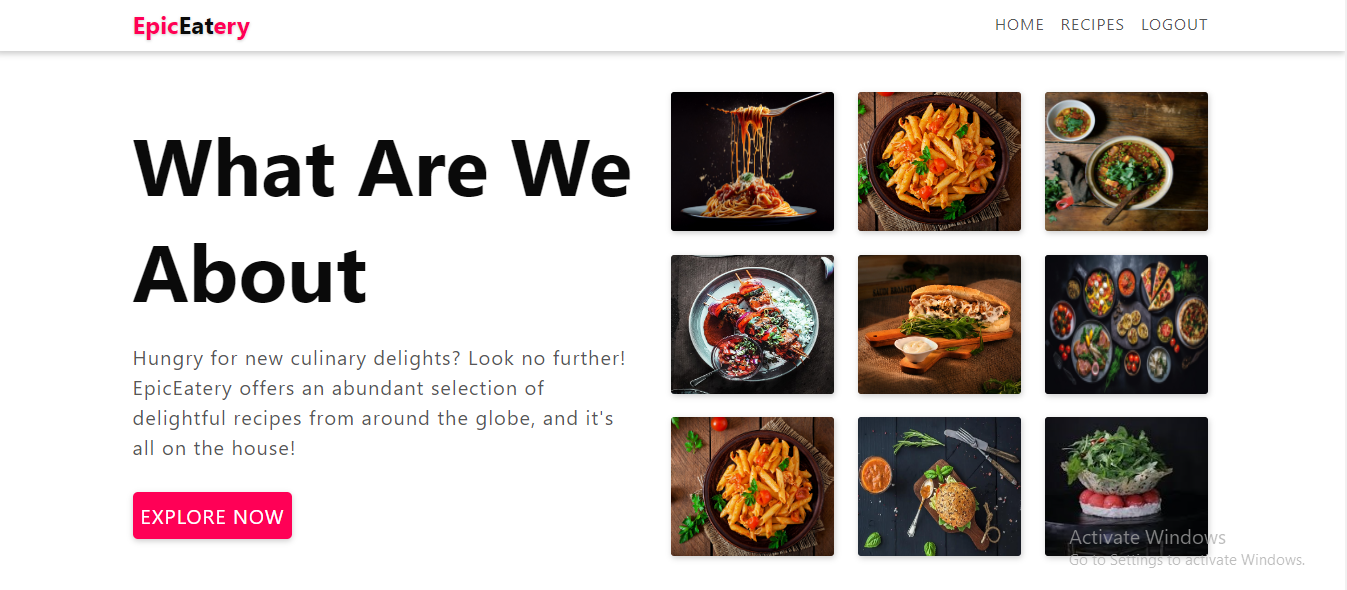 EpicEatery
HOME RECIPES LOGOUT
What Are We
About
Hungry for new culinary delights? Look no further!
EpicEatery offers an abundant selection of
delightful recipes from around the globe, and it's
all on the house!
EXPLORE NOW
Activate Windows
Go to Settings to activate Windows.